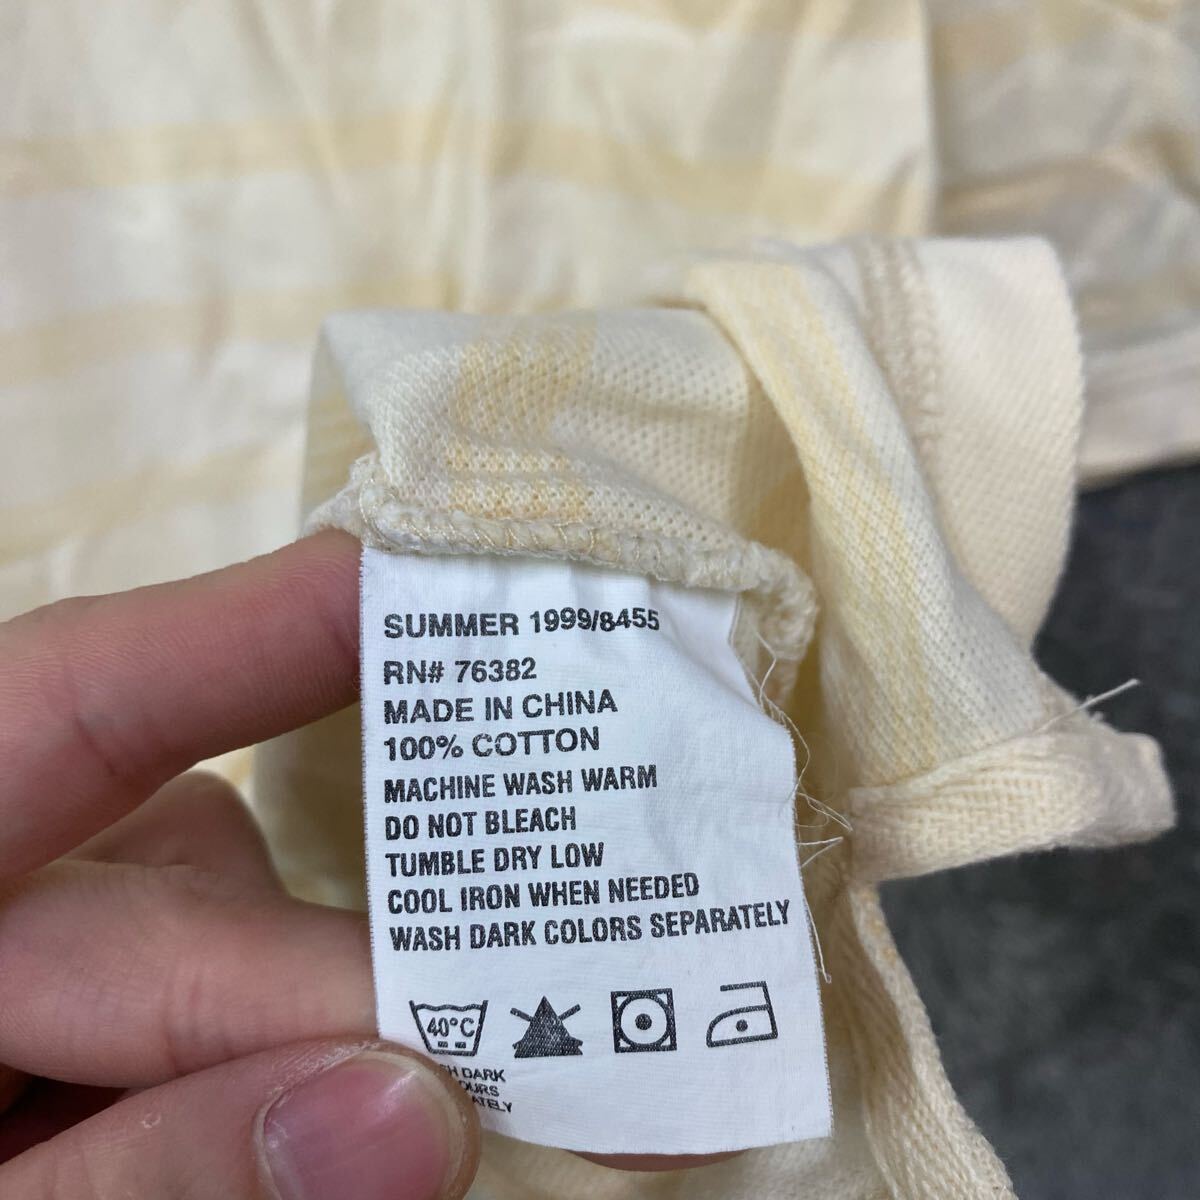 SUMMER 1999/8455
RN# 76382
MADE IN CHINA
100% COTTON
MACHINE WASH WARM
DO NOT BLEACH
TUMBLE DRY LOW
COOL IRON WHEN NEEDED
WASH DARK COLORS SEPARATELY
40°C
DARK